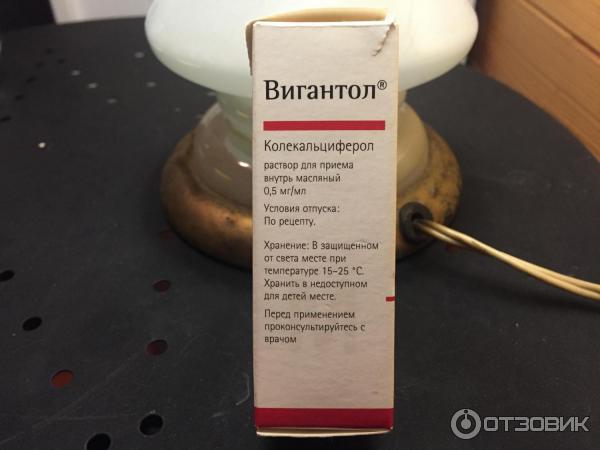 Вигантол®
Колекальциферол
раствор для приема
внутрь масляный
0,5 мг/мл
Условия отпуска:
По рецепту.
Хранение: В защищенном
от света месте при
температуре 15–25 °C.
Хранить в недоступном
для детей месте.
Перед применением
проконсультируйтесь с
врачом
ОТЗОВИК